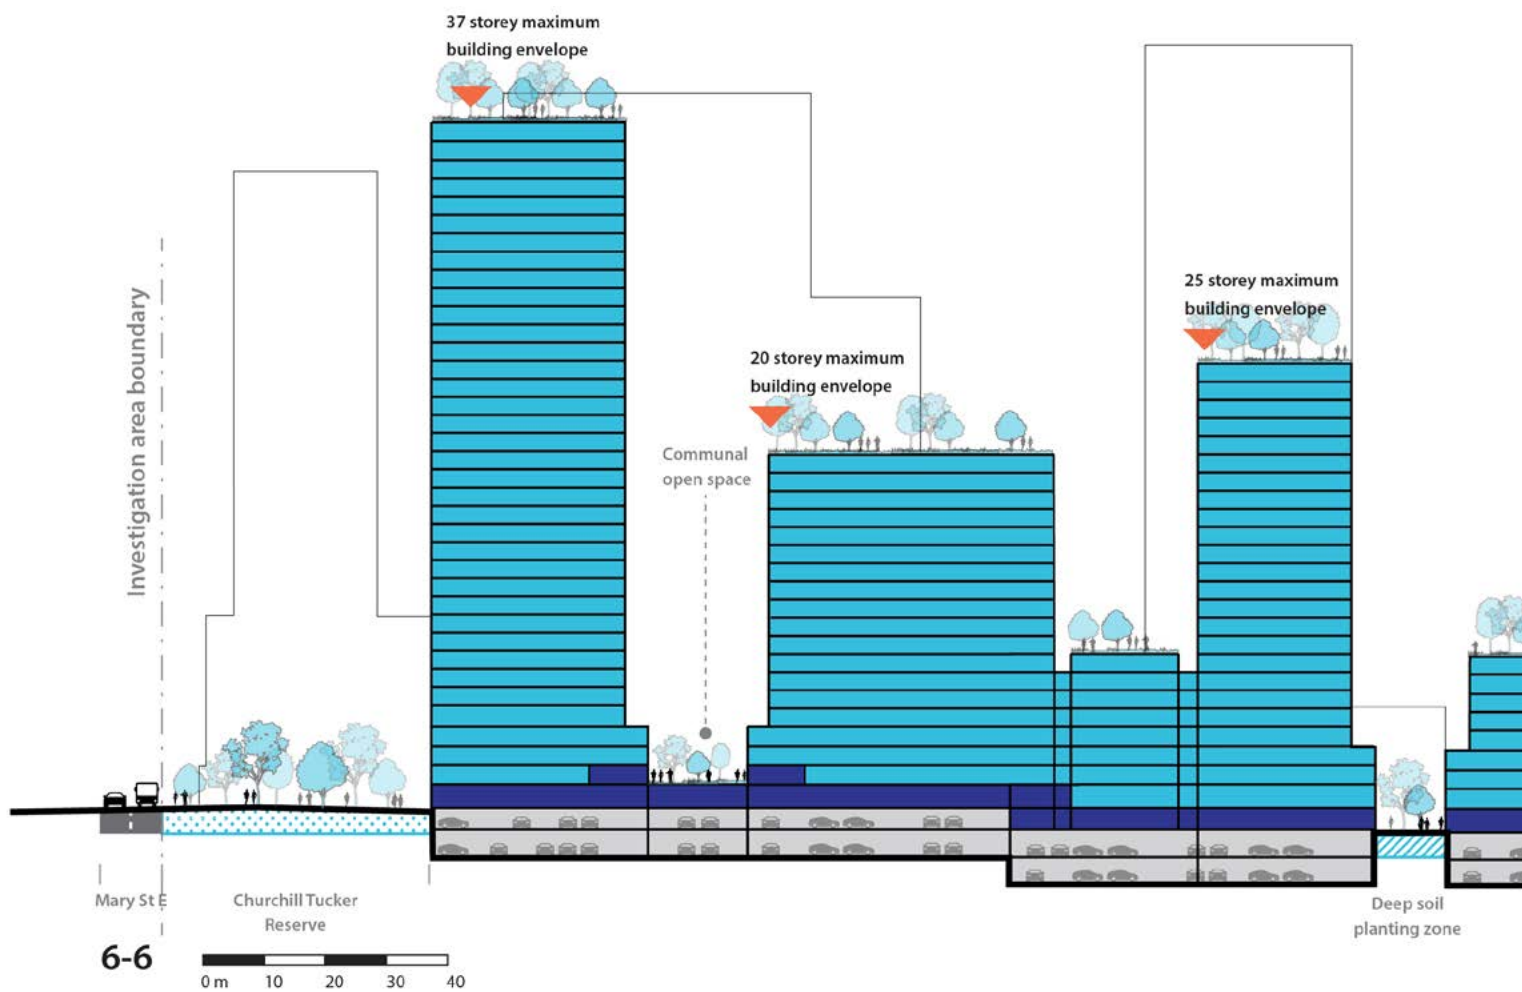 37 storey maximum
building envelope
25 storey maximum
building envelope
20 storey maximum
building envelope
Investigation area boundary
Communal
open space
Mary St E
Churchill Tucker
Reserve
Deep soil
planting zone
6-6
0 m 10 20 30 40